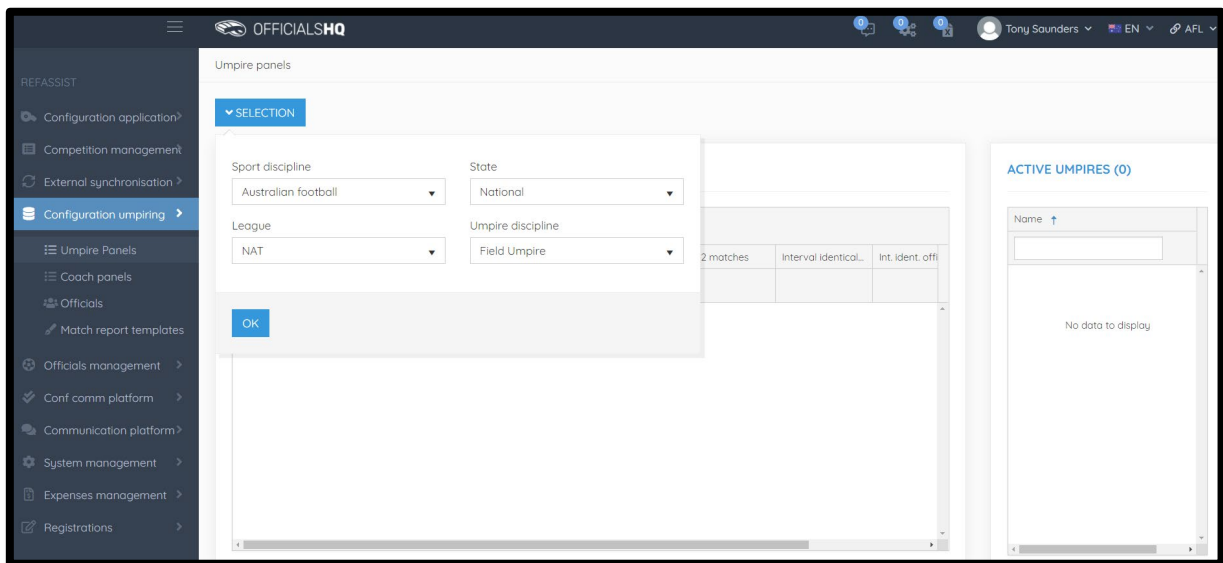 OFFICIALSHQ
0
0
0
Tony Saunders
EN
AFL
REFASSIST
Configuration application
Competition management
External synchronisation
Configuration umpiring
Umpire Panels
Coach panels
Officials
Match report templates
Officials management
Conf comm platform
Communication platform
System management
Expenses management
Registrations
Umpire panels
SELECTION
Sport discipline
State
Australian football
National
League
Umpire discipline
NAT
Field Umpire
OK
2 matches
Interval identical...
Int. ident. offi
ACTIVE UMPIRES (0)
Name
No data to display